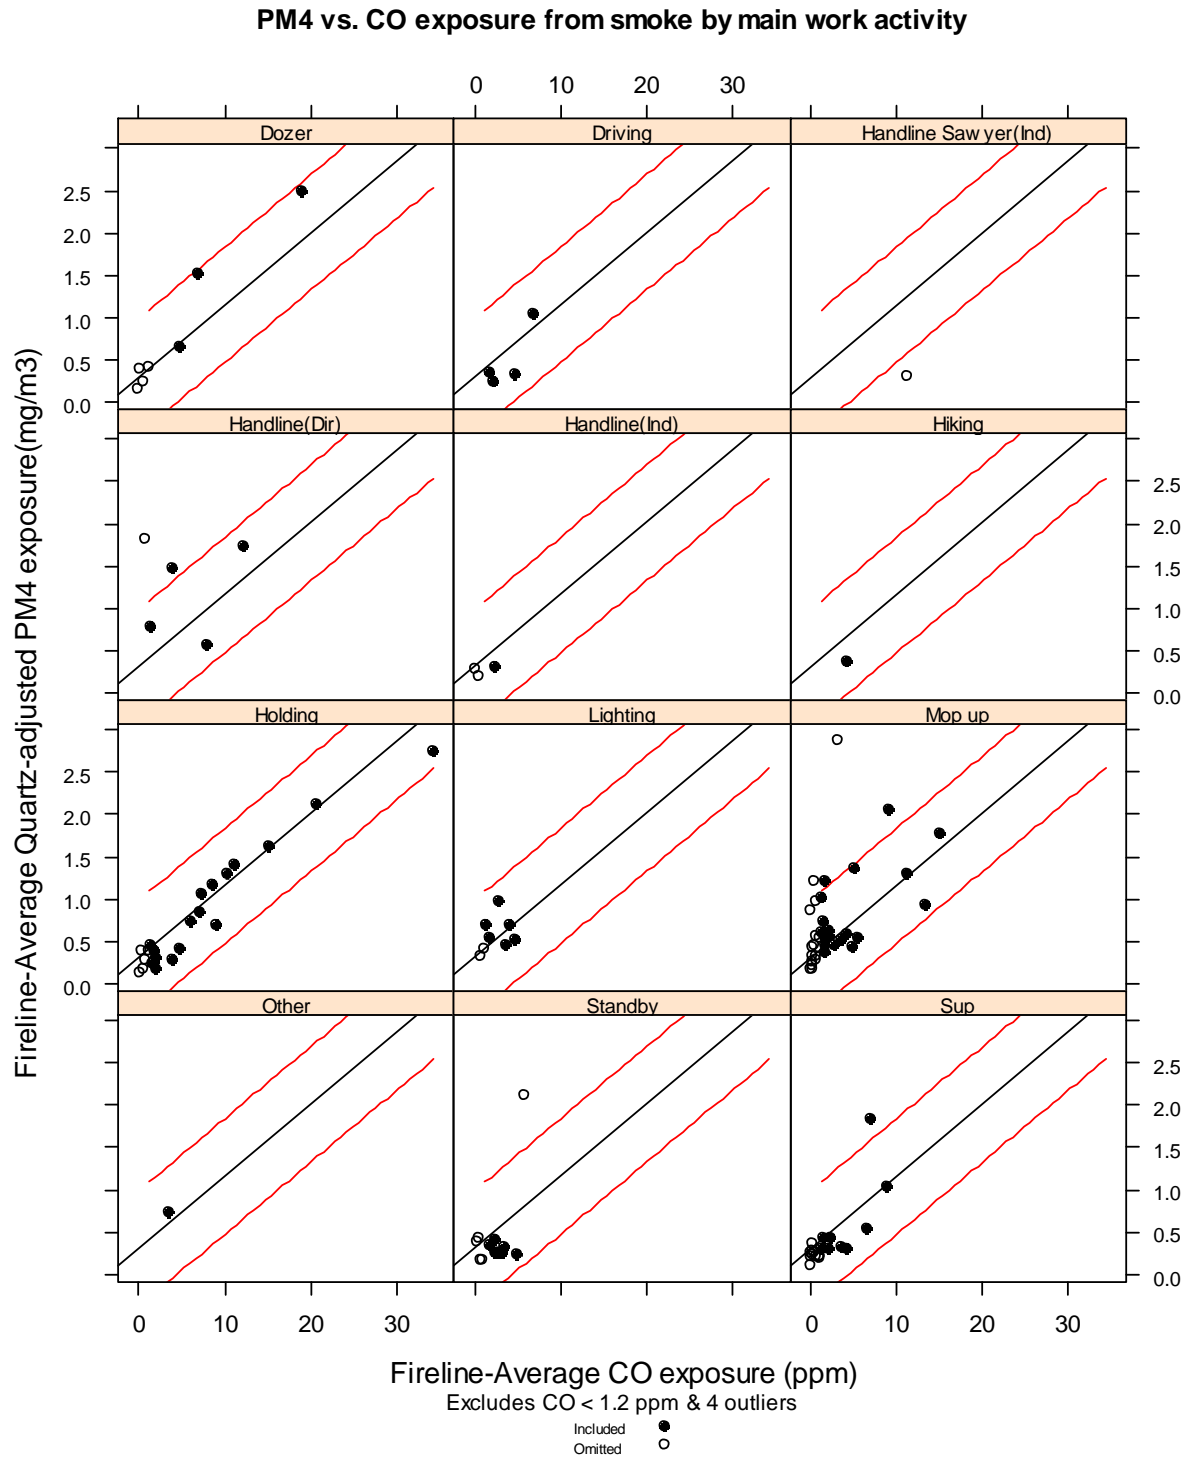 PM4 vs. CO exposure from smoke by main work activity
0 10 30
Dozer Driving Handline Saw yer(Ind)
2.5
2.0
1.5
1.0
0.5
0.0
Handline(Dir) Handline(Ind) Hiking
2.5
2.0
1.5
1.0
0.5
0.0
Holding Lighting Mop up
2.5
2.0
1.5
1.0
0.5
0.0
Other Standby Sup
2.5
2.0
1.5
1.0
0.5
0.0
Fireline-Average Quartz-adjusted PM4 exposure(mg/m3)
0 10 30 0 10 20 30
Fireline-Average CO exposure (ppm)
Excludes CO < 1.2 ppm & 4 outliers
Included
Omitted